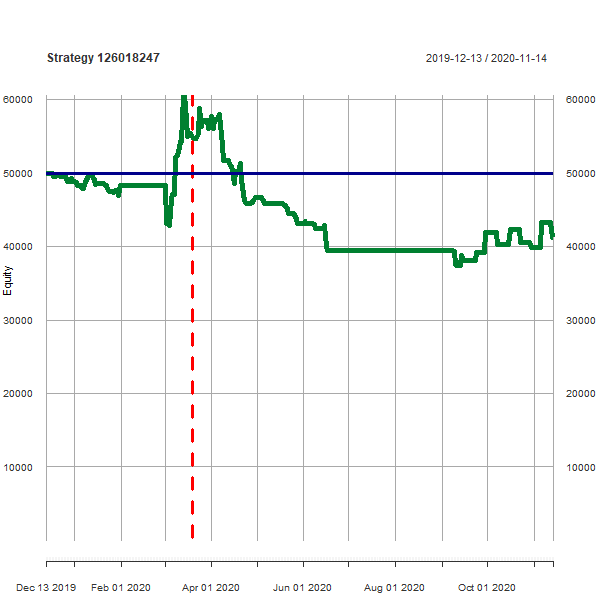 Strategy 126018247 2019-12-13 / 2020-11-14
60000 60000
50000 50000
40000 40000
Equity
30000 30000
20000 20000
10000 10000
Dec 13 2019 Feb 01 2020 Apr 01 2020 Jun 01 2020 Aug 01 2020 Oct 01 2020